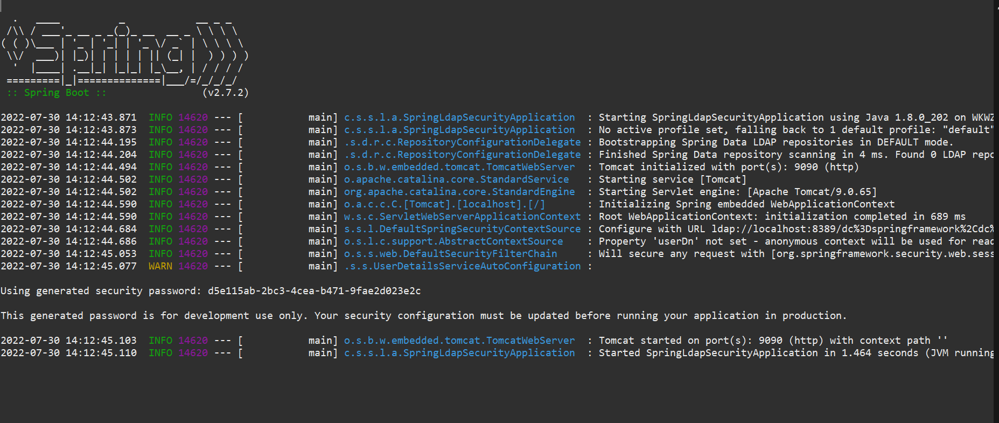 .   ____          _            __ _ _
 /\\ / ___'_ __ _ _(_)_ __  __ _ \ \ \ \
( ( )\___ | '_ | '_| | '_ \/ _` | \ \ \ \
 \\/  ___)| |_)| | | | | || (_| |  ) ) ) )
  '  |____| .__|_| |_|_| |_\__, | / / / /
 =========|_|==============|___/=/_/_/_/
 :: Spring Boot ::                (v2.7.2)
2022-07-30 14:12:43.871  INFO 14620 --- [           main] c.s.s.l.a.SpringLdapSecurityApplication  : Starting SpringLdapSecurityApplication using Java 1.8.0_202 on WKWZ
2022-07-30 14:12:43.873  INFO 14620 --- [           main] c.s.s.l.a.SpringLdapSecurityApplication  : No active profile set, falling back to 1 default profile: "default"
2022-07-30 14:12:44.195  INFO 14620 --- [           main] .s.d.r.c.RepositoryConfigurationDelegate : Bootstrapping Spring Data LDAP repositories in DEFAULT mode.
2022-07-30 14:12:44.204  INFO 14620 --- [           main] .s.d.r.c.RepositoryConfigurationDelegate : Finished Spring Data repository scanning in 4 ms. Found 0 LDAP repo
2022-07-30 14:12:44.494  INFO 14620 --- [           main] o.s.b.w.embedded.tomcat.TomcatWebServer  : Tomcat initialized with port(s): 9090 (http)
2022-07-30 14:12:44.502  INFO 14620 --- [           main] o.apache.catalina.core.StandardService   : Starting service [Tomcat]
2022-07-30 14:12:44.502  INFO 14620 --- [           main] org.apache.catalina.core.StandardEngine  : Starting Servlet engine: [Apache Tomcat/9.0.65]
2022-07-30 14:12:44.590  INFO 14620 --- [           main] o.a.c.c.C.[Tomcat].[localhost].[/]       : Initializing Spring embedded WebApplicationContext
2022-07-30 14:12:44.590  INFO 14620 --- [           main] w.s.c.ServletWebServerApplicationContext : Root WebApplicationContext: initialization completed in 689 ms
2022-07-30 14:12:44.684  INFO 14620 --- [           main] s.s.l.DefaultSpringSecurityContextSource : Configure with URL ldap://localhost:8389/dc%3Dspringframework%2Cdc%
2022-07-30 14:12:44.686  INFO 14620 --- [           main] o.s.l.c.support.AbstractContextSource    : Property 'userDn' not set - anonymous context will be used for read
2022-07-30 14:12:45.053  INFO 14620 --- [           main] o.s.s.web.DefaultSecurityFilterChain     : Will secure any request with [org.springframework.security.web.sess
2022-07-30 14:12:45.077  WARN 14620 --- [           main] .s.s.UserDetailsServiceAutoConfiguration :
Using generated security password: d5e115ab-2bc3-4cea-b471-9fae2d023e2c
This generated password is for development use only. Your security configuration must be updated before running your application in production.
2022-07-30 14:12:45.103  INFO 14620 --- [           main] o.s.b.w.embedded.tomcat.TomcatWebServer  : Tomcat started on port(s): 9090 (http) with context path ''
2022-07-30 14:12:45.110  INFO 14620 --- [           main] c.s.s.l.a.SpringLdapSecurityApplication  : Started SpringLdapSecurityApplication in 1.464 seconds (JVM running